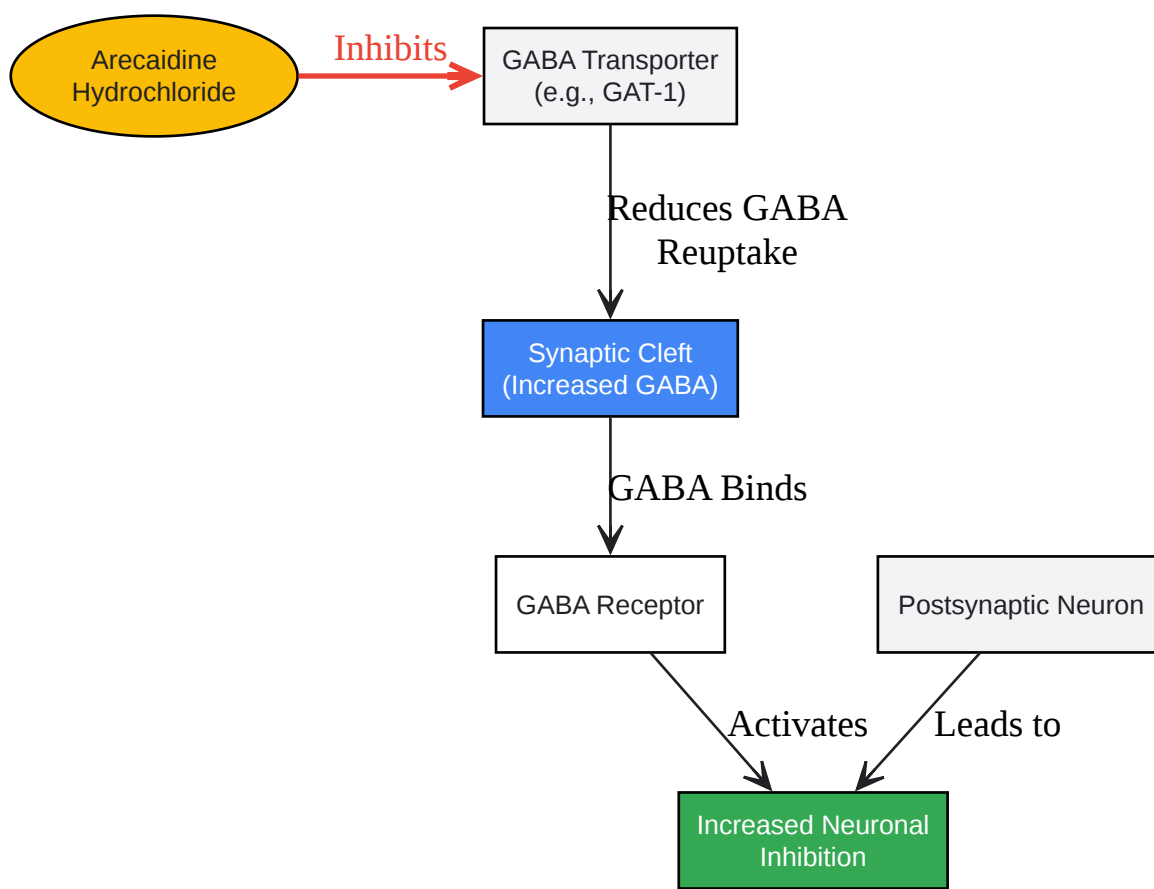 Arecaidine
Hydrochloride
Inhibits
GABA Transporter
(e.g., GAT-1)
Reduces GABA
Reuptake
Synaptic Cleft
(Increased GABA)
GABA Binds
GABA Receptor
Postsynaptic Neuron
Activates
Leads to
Increased Neuronal
Inhibition